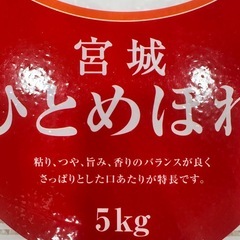 宮城
ひとめぼれ
粘り、つや、旨み、香りのバランスが良く
さっぱりとした口あたりが特長です。
5kg